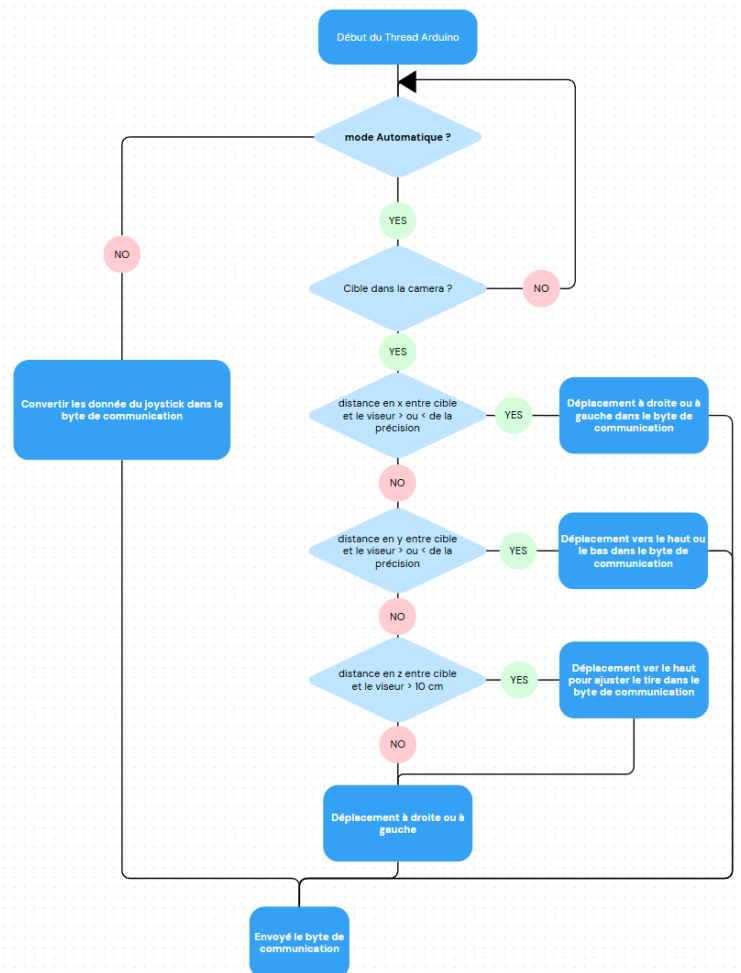 Début du Thread Arduino
mode Automatique ?
YES
NO
Cible dans la camera ?
NO
YES
Convertir les donnée du joystick dans le
byte de communication
distance en x entre cible
et le viseur > ou < de la
précision
YES
Déplacement à droite ou à
gauche dans le byte de
communication
NO
distance en y entre cible
et le viseur > ou < de la
précision
YES
Déplacement vers le haut ou
le bas dans le byte de
communication
NO
distance en z entre cible
et le viseur > 10 cm
YES
Déplacement ver le haut
pour ajuster le tire dans le
byte de communication
NO
Déplacement à droite ou à
gauche
Envoyé le byte de
communication